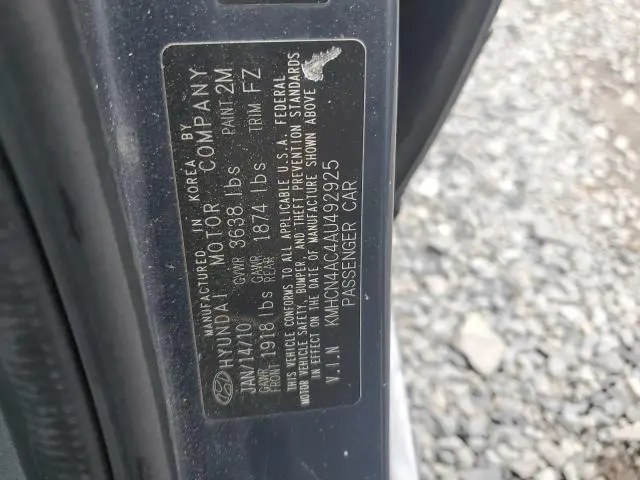 MANUFACTURED IN KOREA BY
HYUNDAI MOTOR COMPANY
JAN/14/10 GVWR 3638 lbs PAINT 2M
GAWR FRONT 1918 lbs GAWR REAR 1874 lbs TRIM FZ
THIS VEHICLE CONFORMS TO ALL APPLICABLE U.S.A. FEDERAL
MOTOR VEHICLE SAFETY, BUMPER, AND THEFT PREVENTION STANDARDS
IN EFFECT ON THE DATE OF MANUFACTURE SHOWN ABOVE
V.I.N KMHCN4AC4AU492925
PASSENGER CAR